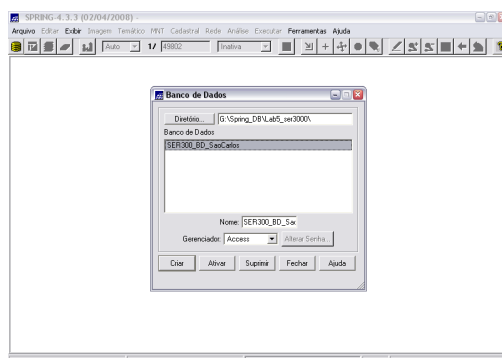 SPRING-4.3.3 (02/04/2008) -
Arquivo Editar Exibir Imagem Temático MNT Cadastral Rede Análise Executar Ferramentas Ajuda
Auto 1/ 49802 Inativa
Banco de Dados
Diretório... G:\Spring_DB\Lab5_ser3000\
Banco de Dados
SER300_BD_SaoCarlos
Nome: SER300_BD_Sao
Gerenciador: Access Alterar Senha...
Criar Ativar Suprimir Fechar Ajuda